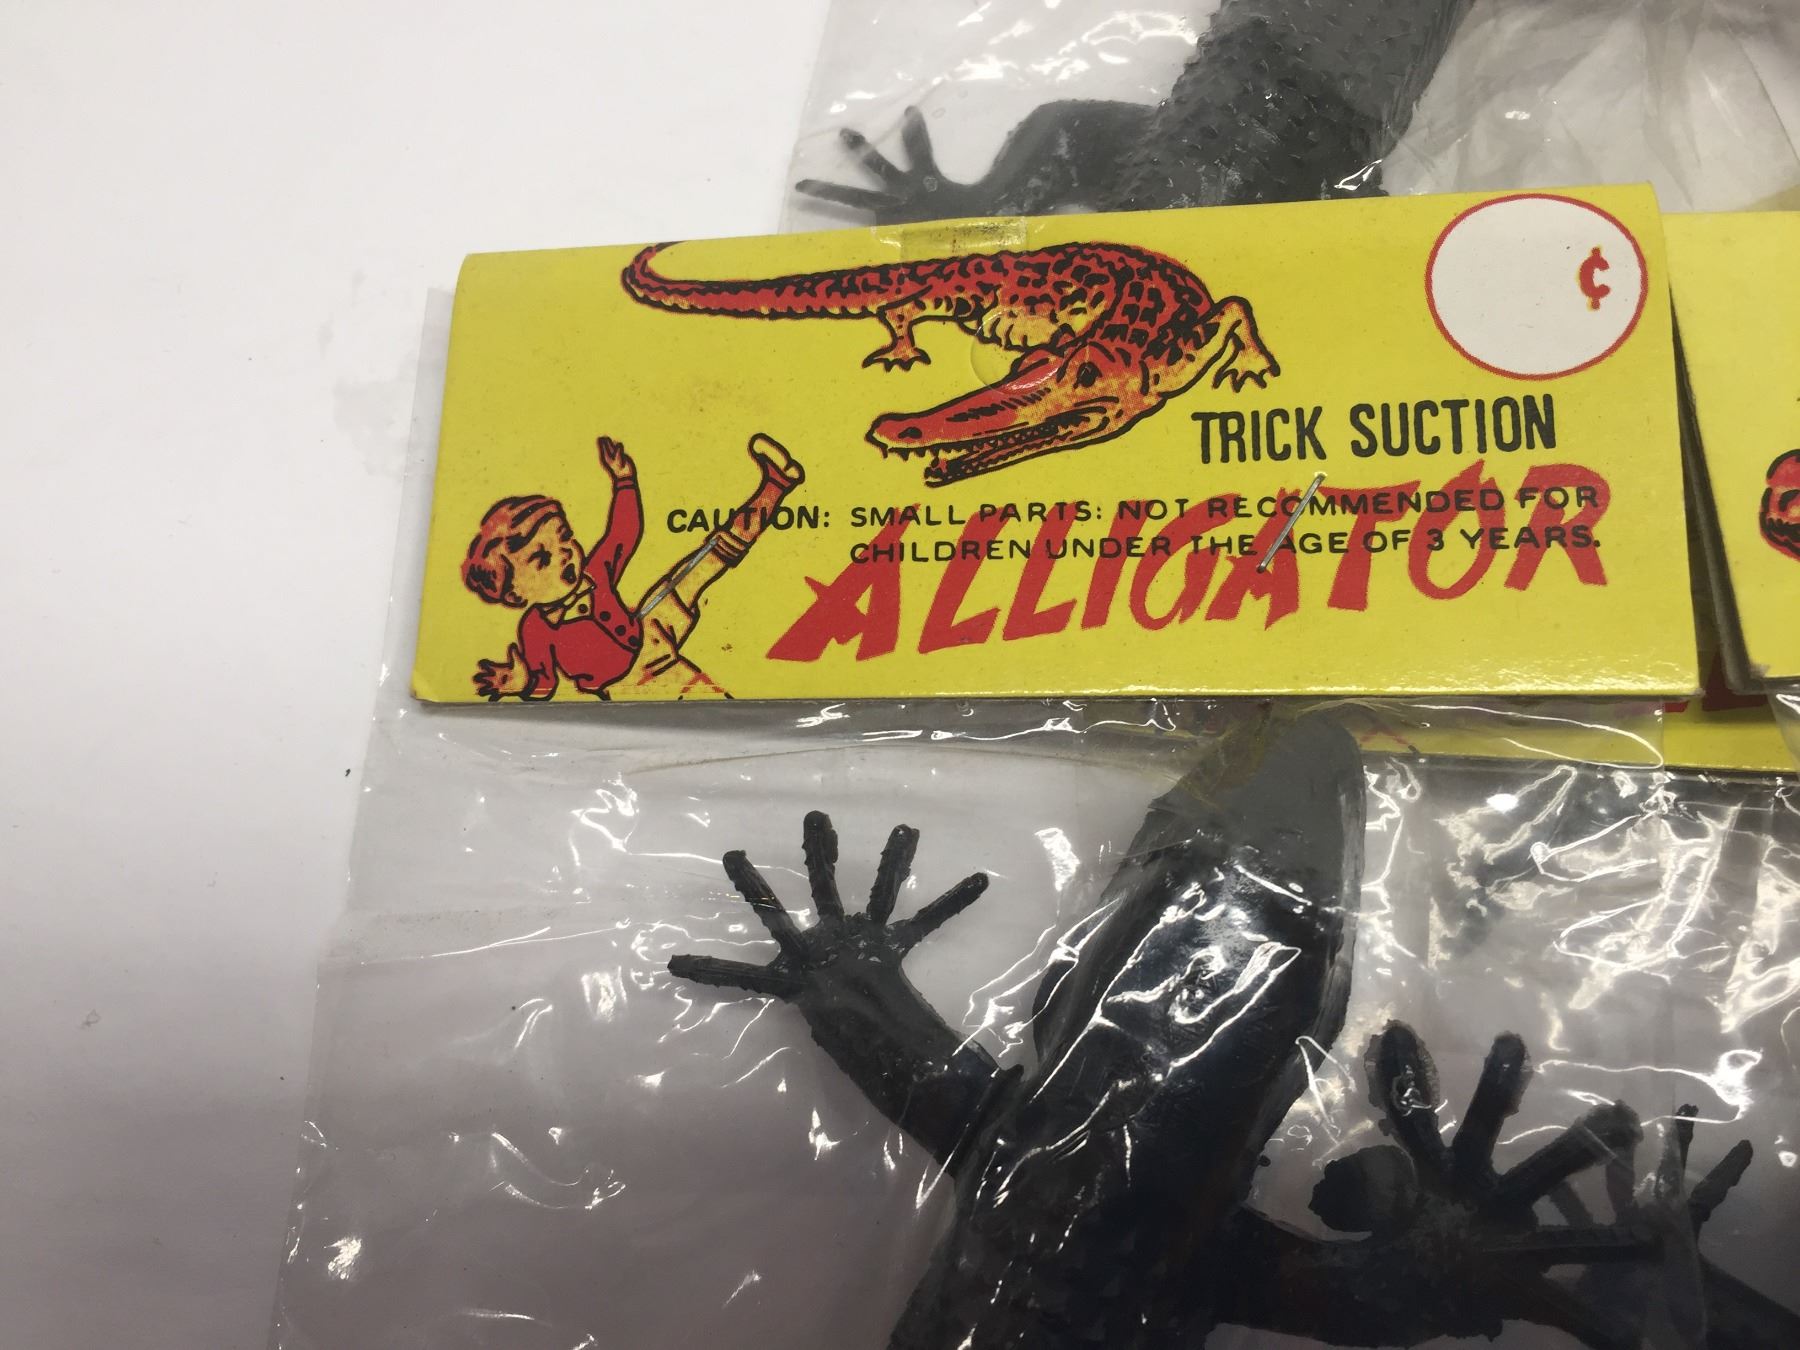 ¢
TRICK SUCTION
ALLIGATOR
CAUTION: SMALL PARTS: NOT RECOMMENDED FOR
CHILDREN UNDER THE AGE OF 3 YEARS.